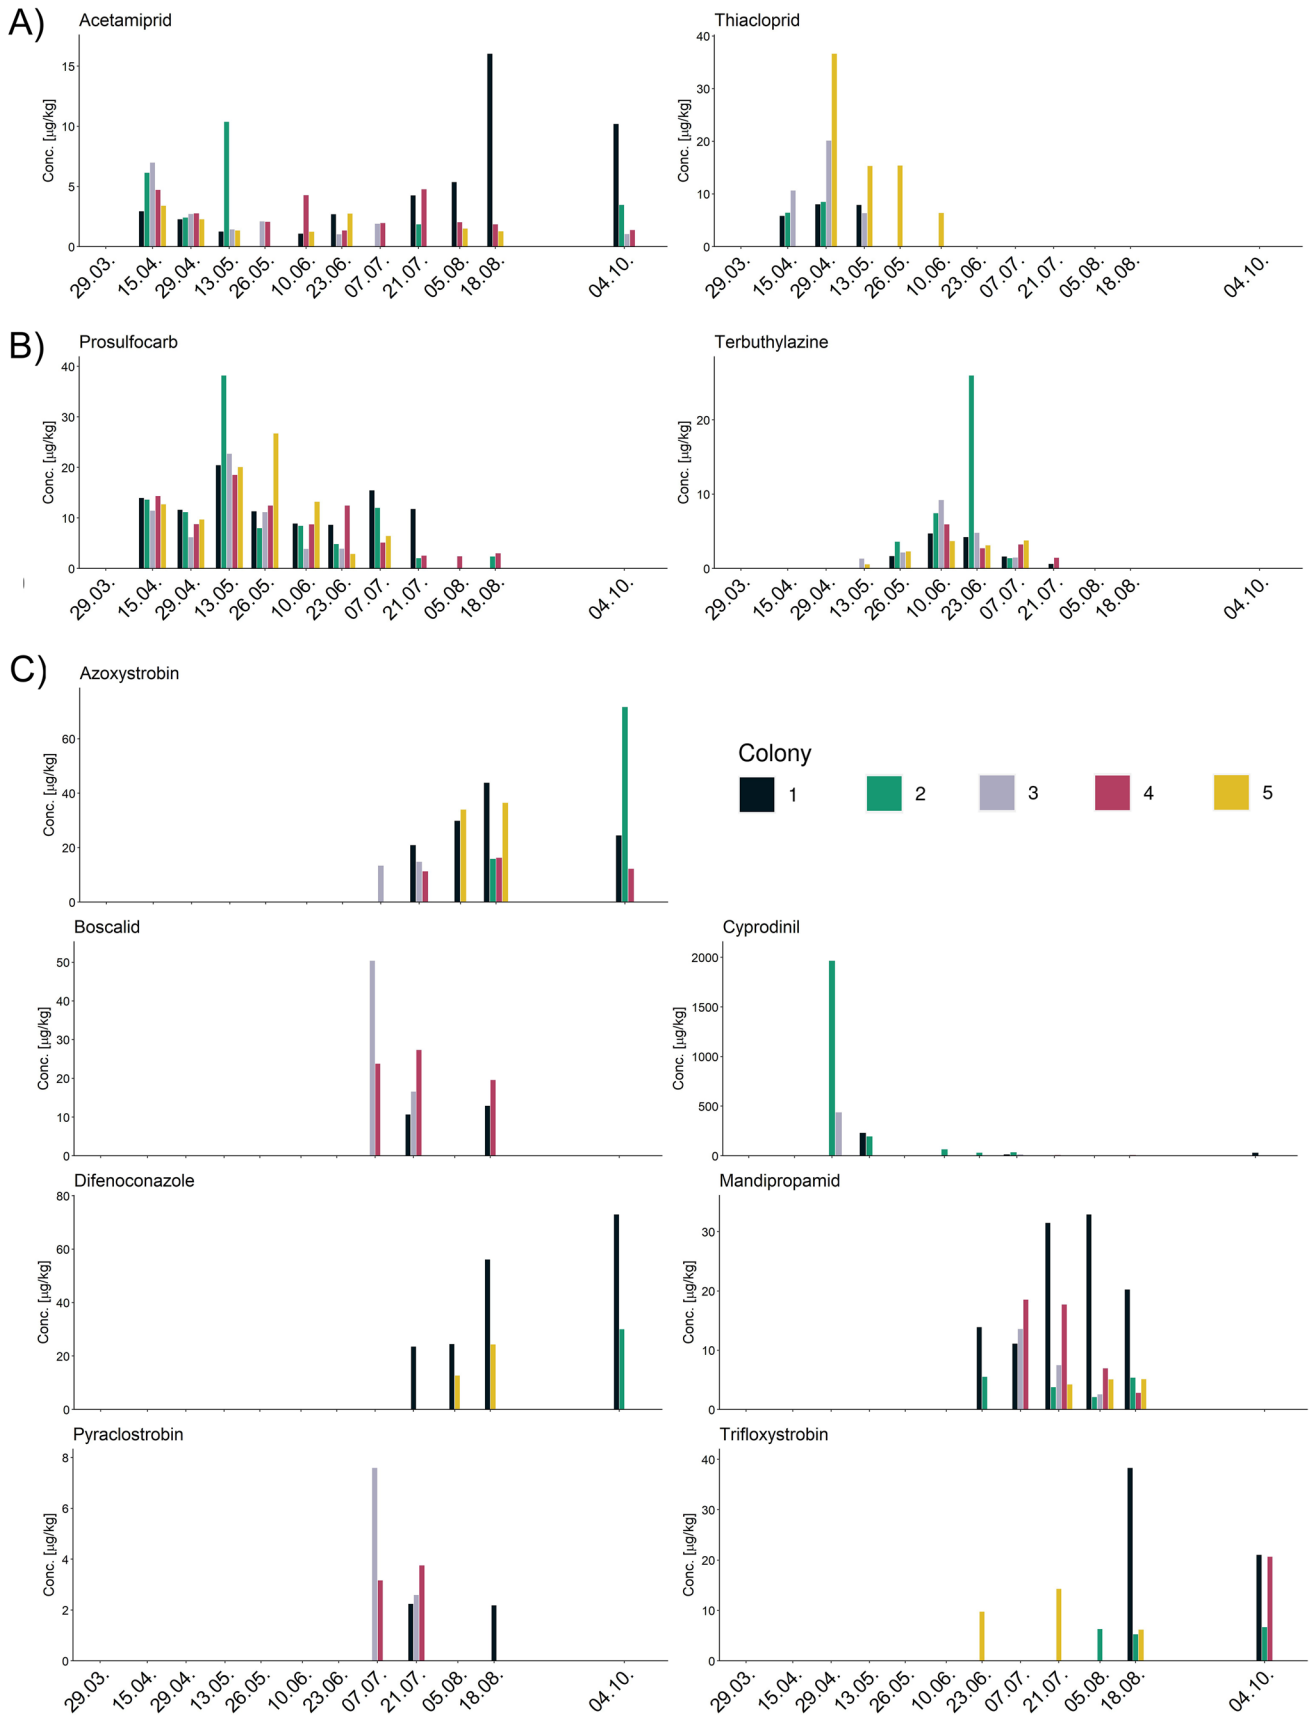 A)
Acetamiprid
Conc. [µg/kg]
15
10
5
0
29.03. 15.04. 29.04. 13.05. 26.05. 10.06. 23.06. 07.07. 21.07. 05.08. 18.08. 04.10.
Thiacloprid
Conc. [µg/kg]
40
30
20
10
0
29.03. 15.04. 29.04. 13.05. 26.05. 10.06. 23.06. 07.07. 21.07. 05.08. 18.08. 04.10.
B)
Prosulfocarb
Conc. [µg/kg]
40
30
20
10
0
29.03. 15.04. 29.04. 13.05. 26.05. 10.06. 23.06. 07.07. 21.07. 05.08. 18.08. 04.10.
Terbuthylazine
Conc. [µg/kg]
20
10
0
29.03. 15.04. 29.04. 13.05. 26.05. 10.06. 23.06. 07.07. 21.07. 05.08. 18.08. 04.10.
C)
Azoxystrobin
Conc. [µg/kg]
60
40
20
0
Colony
1 2 3 4 5
Boscalid
Conc. [µg/kg]
50
40
30
20
10
0
Cyprodinil
Conc. [µg/kg]
2000
1500
1000
500
0
Difenoconazole
Conc. [µg/kg]
80
60
40
20
0
Mandipropamid
Conc. [µg/kg]
30
20
10
0
Pyraclostrobin
Conc. [µg/kg]
8
6
4
2
0
29.03. 15.04. 29.04. 13.05. 26.05. 10.06. 23.06. 07.07. 21.07. 05.08. 18.08. 04.10.
Trifloxystrobin
Conc. [µg/kg]
40
30
20
10
0
29.03. 15.04. 29.04. 13.05. 26.05. 10.06. 23.06. 07.07. 21.07. 05.08. 18.08. 04.10.